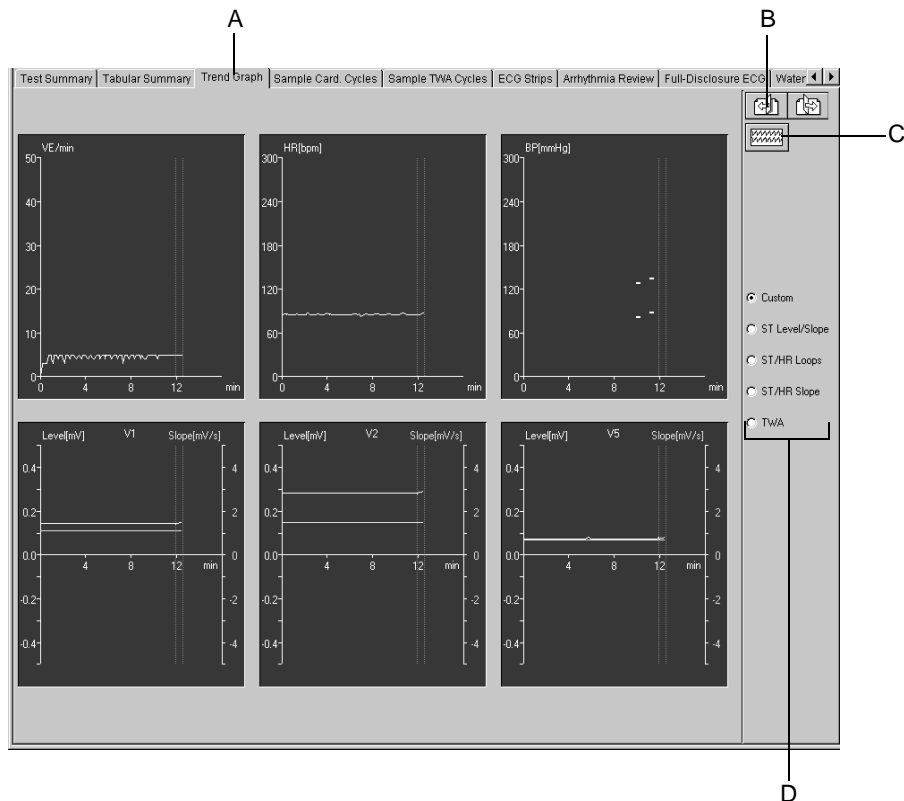 A
B
Test Summary Tabular Summary Trend Graph Sample Card. Cycles Sample TWA Cycles ECG Strips Arrhythmia Review Full-Disclosure ECG Water
C
VE/min
50
40
30
20
10
0
0 4 8 12 min
HR[bpm]
300
240
180
120
60
0
0 4 8 12 min
BP[mmHg]
300
240
180
120
60
0
0 4 8 12 min
Custom
ST Level/Slope
ST/HR Loops
ST/HR Slope
TWA
Level[mV] V1 Slope[mV/s]
0.4 4
0.2 2
0.0 0
4 8 12 min
-0.2 -2
-0.4 -4
Level[mV] V2 Slope[mV/s]
0.4 4
0.2 2
0.0 0
4 8 12 min
-0.2 -2
-0.4 -4
Level[mV] V5 Slope[mV/s]
0.4 4
0.2 2
0.0 0
4 8 12 min
-0.2 -2
-0.4 -4
D